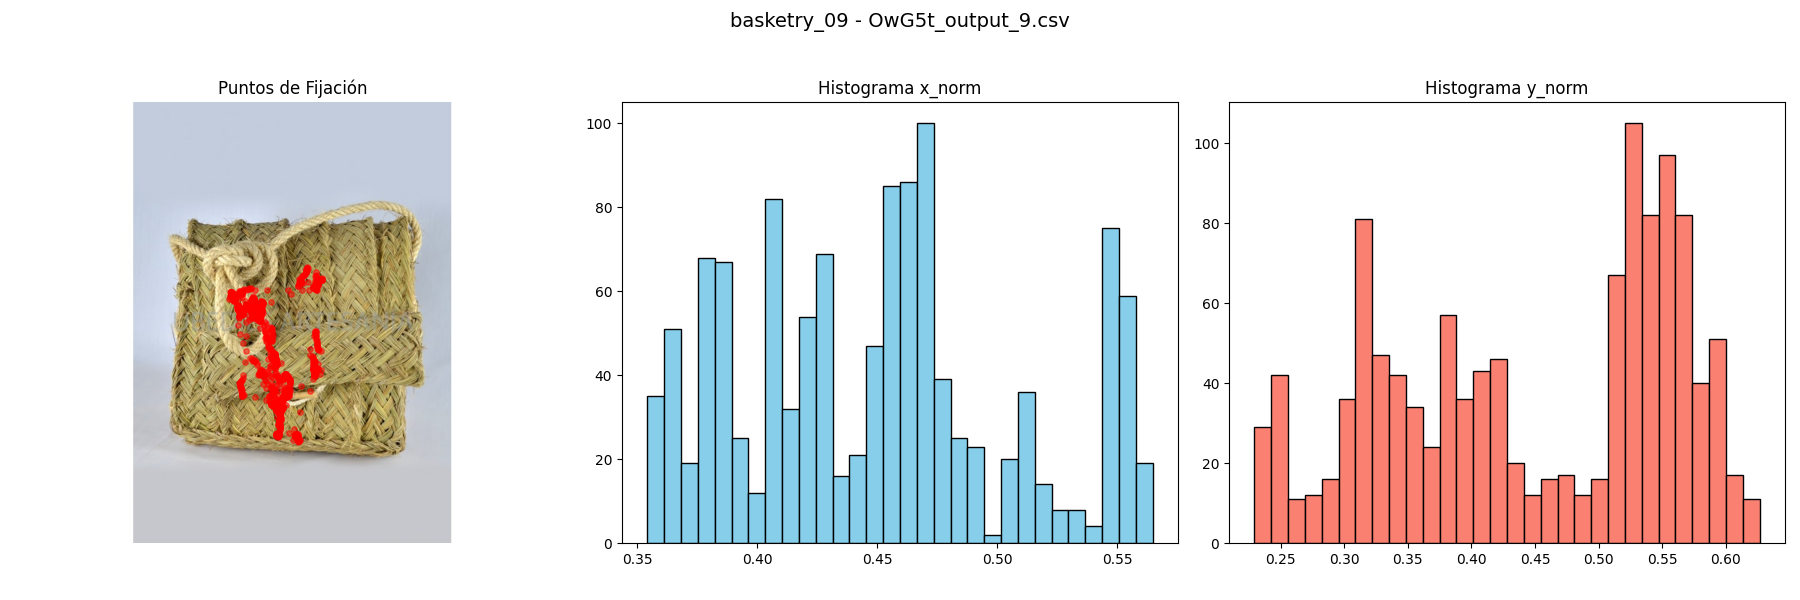 basketry_09 - OwG5t_output_9.csv
Puntos de Fijación
Histograma x_norm
Histograma y_norm
100
80
60
40
20
0
0.35 0.40 0.45 0.50 0.55
100
80
60
40
20
0
0.25 0.30 0.35 0.40 0.45 0.50 0.55 0.60